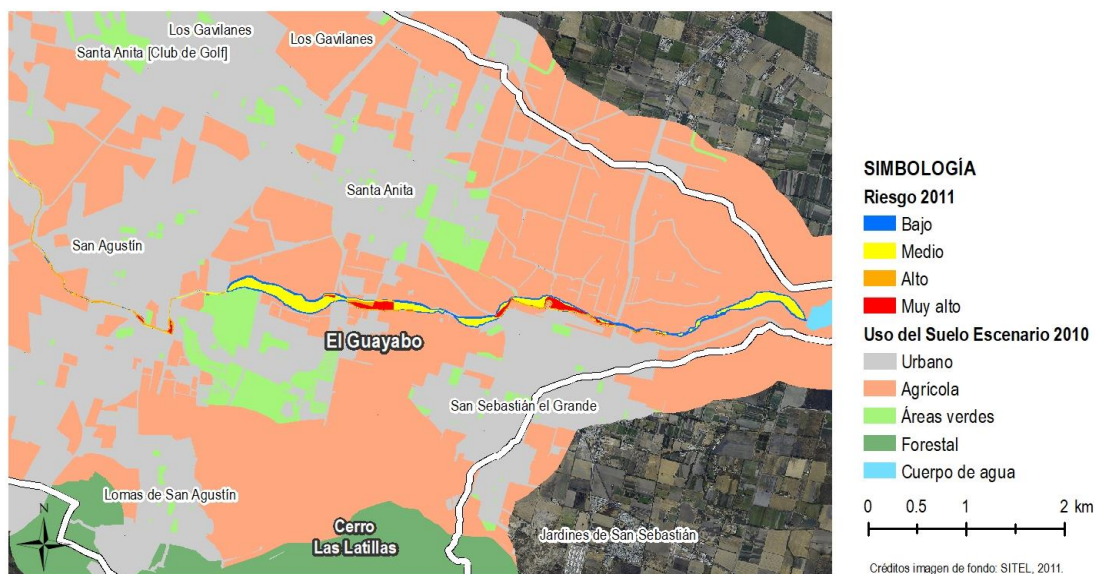 Los Gavilanes
Los Gavilanes
Santa Anita [Club de Golf]
Santa Anita
San Agustín
El Guayabo
San Sebastián el Grande
Lomas de San Agustín
N
Cerro
Las Latillas
Jardines de San Sebastián
SIMBOLOGÍA
Riesgo 2011
Bajo
Medio
Alto
Muy alto
Uso del Suelo Escenario 2010
Urbano
Agrícola
Áreas verdes
Forestal
Cuerpo de agua
0 0.5 1 2 km
Créditos imagen de fondo: SITEL, 2011.